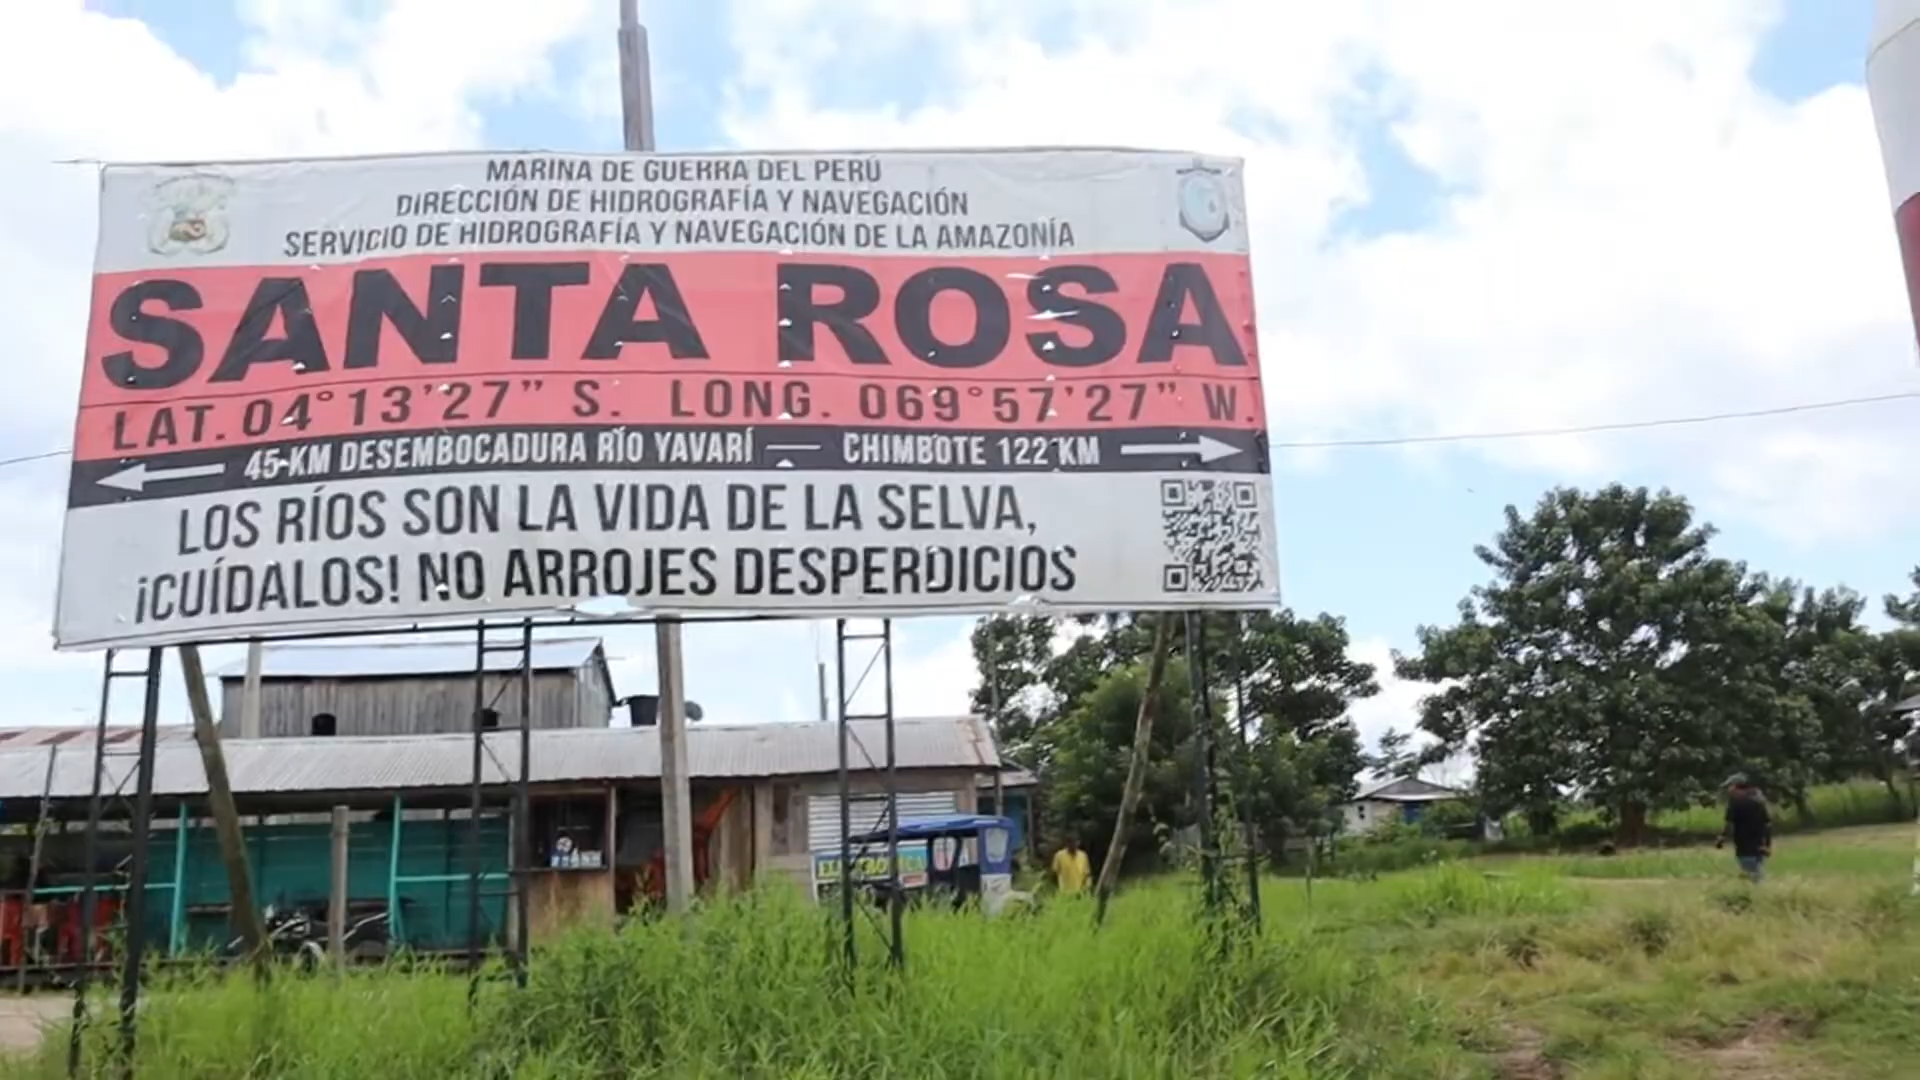 MARINA DE GUERRA DEL PERÚ
DIRECCIÓN DE HIDROGRAFÍA Y NAVEGACIÓN
SERVICIO DE HIDROGRAFÍA Y NAVEGACIÓN DE LA AMAZONÍA
SANTA ROSA
LAT. 04°13'27" S. LONG. 069°57'27" W.
45 KM DESEMBOCADURA RÍO YAVARÍ — CHIMBOTE 122 KM
LOS RÍOS SON LA VIDA DE LA SELVA,
¡CUÍDALOS! NO ARROJES DESPERDICIOS